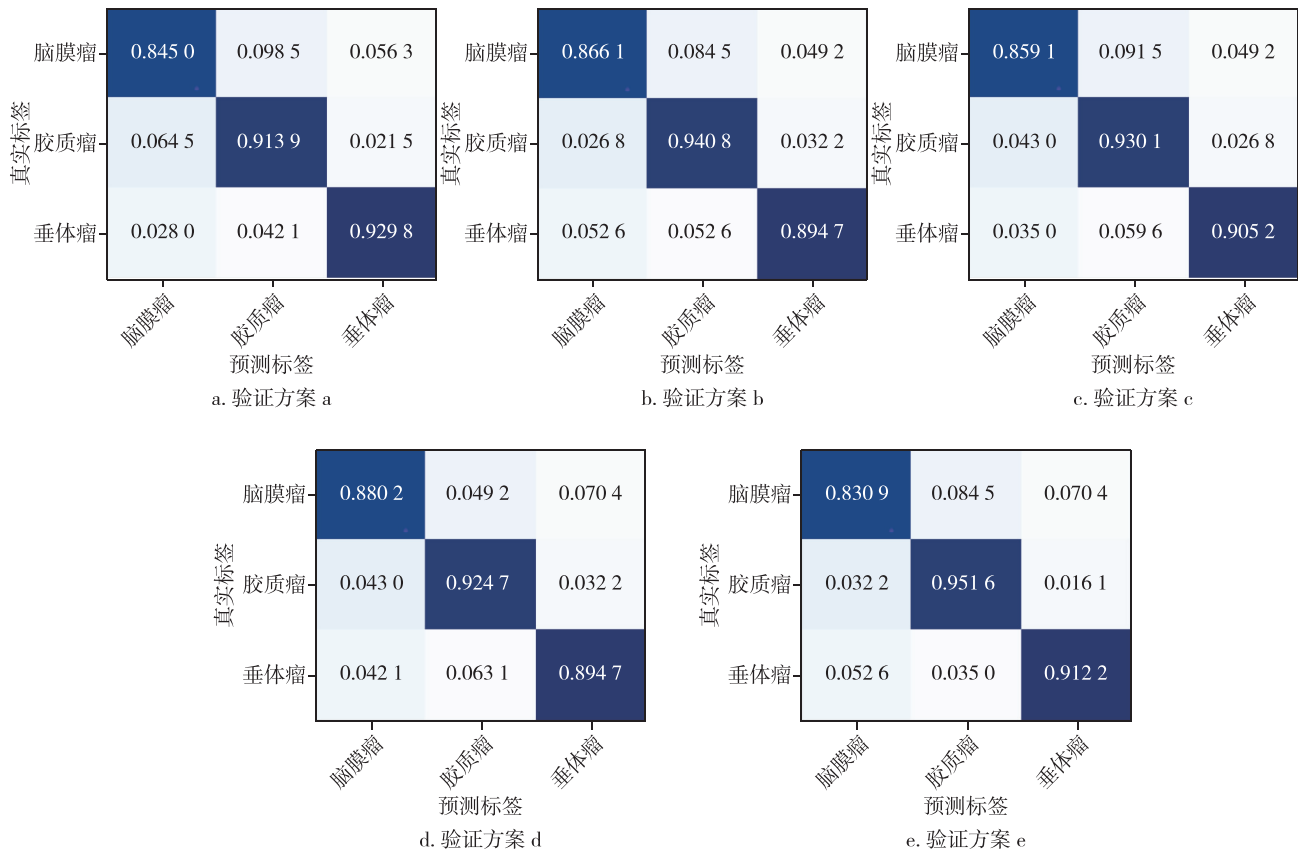 脑膜瘤 0.845 0 0.098 5 0.056 3
胶质瘤 0.064 5 0.913 9 0.021 5
垂体瘤 0.028 0 0.042 1 0.929 8
真实标签
脑膜瘤 胶质瘤 垂体瘤
预测标签
a. 验证方案 a
脑膜瘤 0.866 1 0.084 5 0.049 2
胶质瘤 0.026 8 0.940 8 0.032 2
垂体瘤 0.052 6 0.052 6 0.894 7
真实标签
脑膜瘤 胶质瘤 垂体瘤
预测标签
b. 验证方案 b
脑膜瘤 0.859 1 0.091 5 0.049 2
胶质瘤 0.043 0 0.930 1 0.026 8
垂体瘤 0.035 0 0.059 6 0.905 2
真实标签
脑膜瘤 胶质瘤 垂体瘤
预测标签
c. 验证方案 c
脑膜瘤 0.880 2 0.049 2 0.070 4
胶质瘤 0.043 0 0.924 7 0.032 2
垂体瘤 0.042 1 0.063 1 0.894 7
真实标签
脑膜瘤 胶质瘤 垂体瘤
预测标签
d. 验证方案 d
脑膜瘤 0.830 9 0.084 5 0.070 4
胶质瘤 0.032 2 0.951 6 0.016 1
垂体瘤 0.052 6 0.035 0 0.912 2
真实标签
脑膜瘤 胶质瘤 垂体瘤
预测标签
e. 验证方案 e